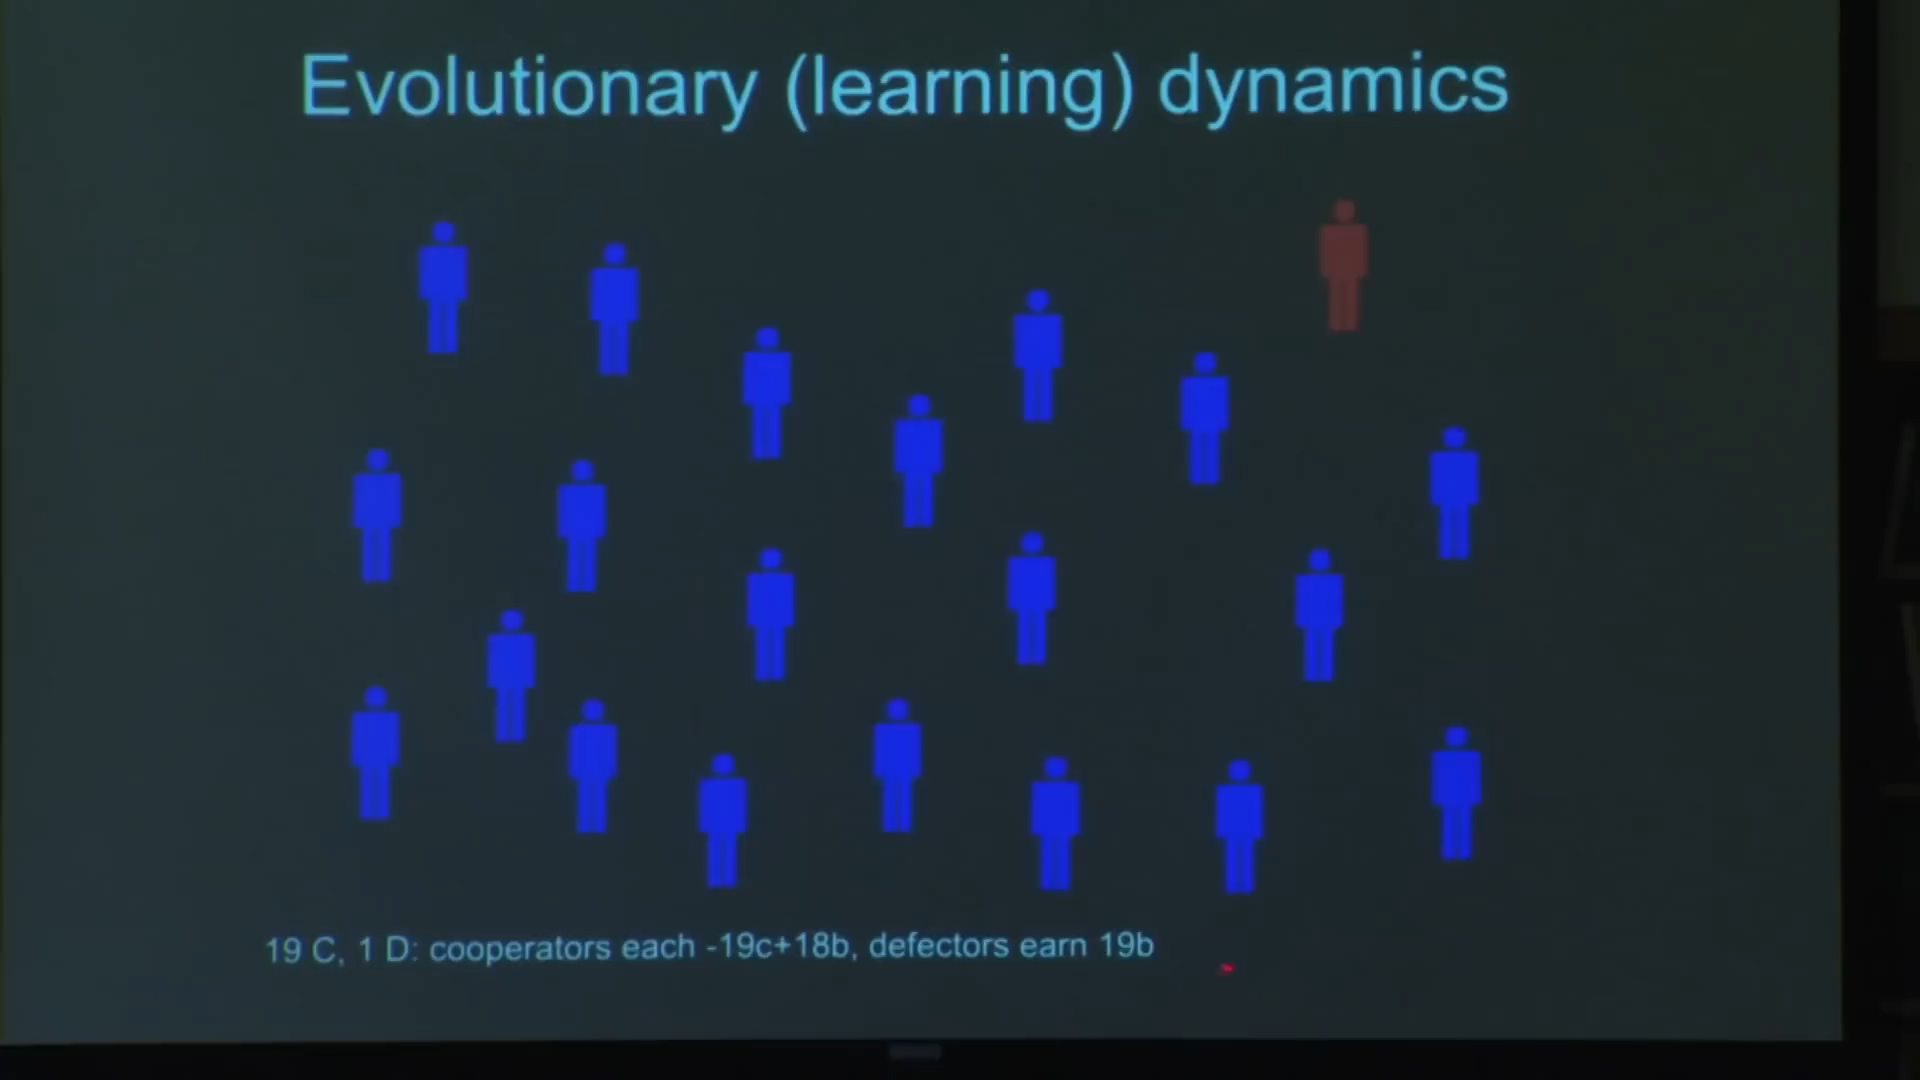 Evolutionary (learning) dynamics
19 C, 1 D: cooperators each -19c+18b, defectors earn 19b